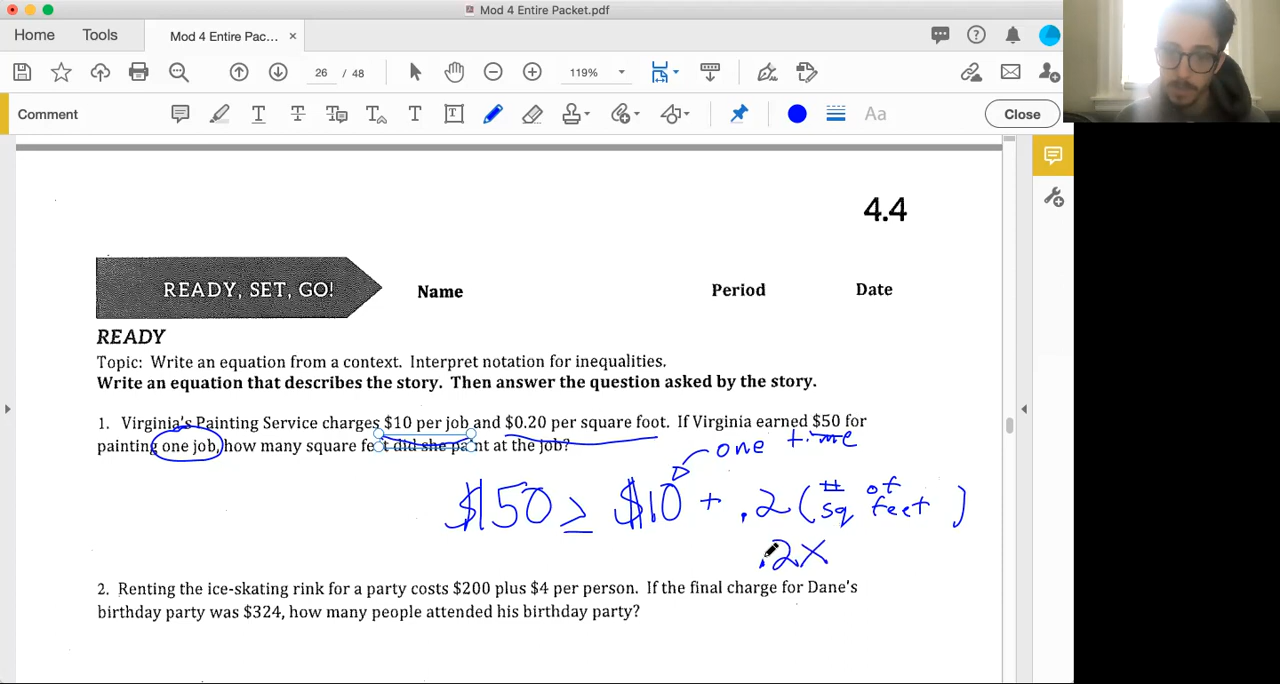 Mod 4 Entire Packet.pdf
Home Tools Mod 4 Entire Pac... ×
26 / 48 119%
Comment T T T T T Aa Close
4.4
READY, SET, GO! Name Period Date
READY
Topic: Write an equation from a context. Interpret notation for inequalities.
Write an equation that describes the story. Then answer the question asked by the story.
1. Virginia's Painting Service charges $10 per job and $0.20 per square foot. If Virginia earned $50 for
painting one job, how many square feet did she paint at the job?
one time
$50 ≥ $10 + .2 ( # of
sq feet )
.2x
2. Renting the ice-skating rink for a party costs $200 plus $4 per person. If the final charge for Dane's
birthday party was $324, how many people attended his birthday party?